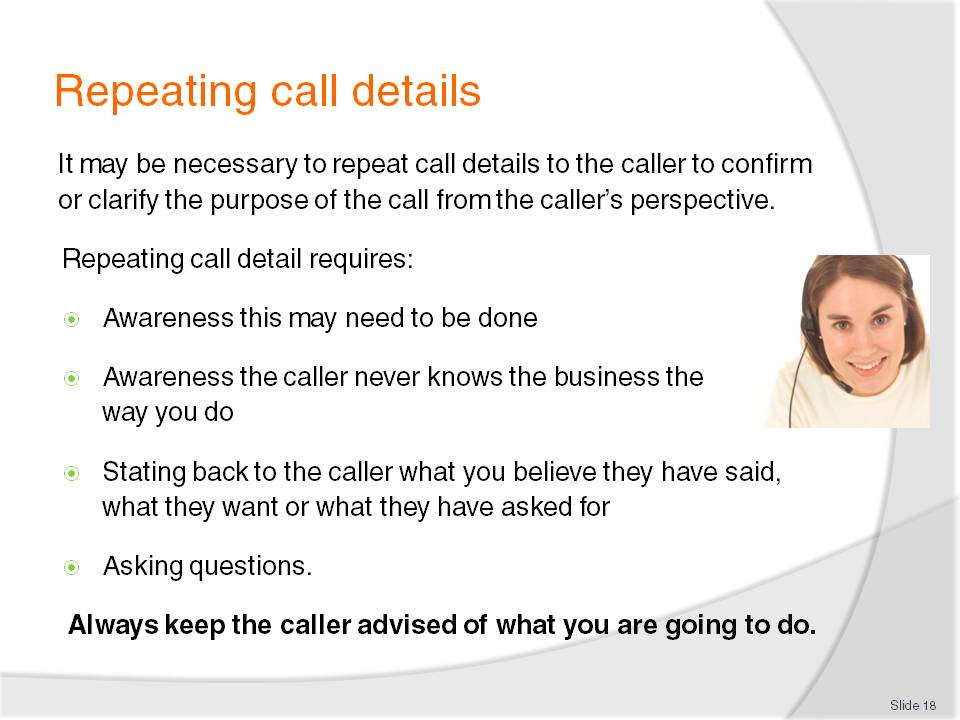 Repeating call details
It may be necessary to repeat call details to the caller to confirm
or clarify the purpose of the call from the caller’s perspective.
Repeating call detail requires:
Awareness this may need to be done
Awareness the caller never knows the business the
way you do
Stating back to the caller what you believe they have said,
what they want or what they have asked for
Asking questions.
Always keep the caller advised of what you are going to do.
Slide 18